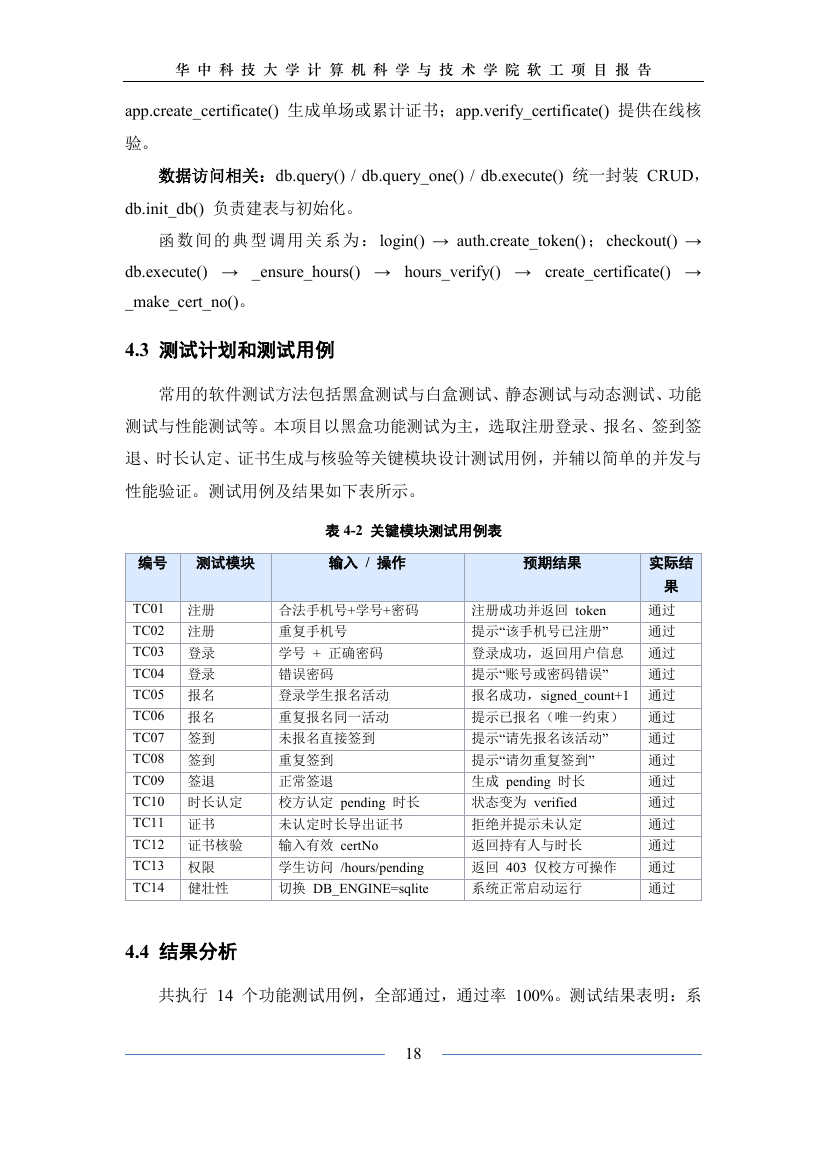 华中科技大学计算机科学与技术学院软工项目报告
app.create_certificate() 生成单场或累计证书；app.verify_certificate() 提供在线核
验。
数据访问相关：db.query() / db.query_one() / db.execute() 统一封装 CRUD，
db.init_db() 负责建表与初始化。
函数间的典型调用关系为：login() → auth.create_token()；checkout() →
db.execute() → _ensure_hours() → hours_verify() → create_certificate() →
_make_cert_no()。
4.3 测试计划和测试用例
常用的软件测试方法包括黑盒测试与白盒测试、静态测试与动态测试、功能
测试与性能测试等。本项目以黑盒功能测试为主，选取注册登录、报名、签到签
退、时长认定、证书生成与核验等关键模块设计测试用例，并辅以简单的并发与
性能验证。测试用例及结果如下表所示。
表 4-2 关键模块测试用例表
编号 测试模块 输入 / 操作 预期结果 实际结
果
TC01 注册 合法手机号+学号+密码 注册成功并返回 token 通过
TC02 注册 重复手机号 提示“该手机号已注册” 通过
TC03 登录 学号 + 正确密码 登录成功，返回用户信息 通过
TC04 登录 错误密码 提示“账号或密码错误” 通过
TC05 报名 登录学生报名活动 报名成功，signed_count+1 通过
TC06 报名 重复报名同一活动 提示已报名（唯一约束） 通过
TC07 签到 未报名直接签到 提示“请先报名该活动” 通过
TC08 签到 重复签到 提示“请勿重复签到” 通过
TC09 签退 正常签退 生成 pending 时长 通过
TC10 时长认定 校方认定 pending 时长 状态变为 verified 通过
TC11 证书 未认定时长导出证书 拒绝并提示未认定 通过
TC12 证书核验 输入有效 certNo 返回持有人与时长 通过
TC13 权限 学生访问 /hours/pending 返回 403 仅校方可操作 通过
TC14 健壮性 切换 DB_ENGINE=sqlite 系统正常启动运行 通过
4.4 结果分析
共执行 14 个功能测试用例，全部通过，通过率 100%。测试结果表明：系
18